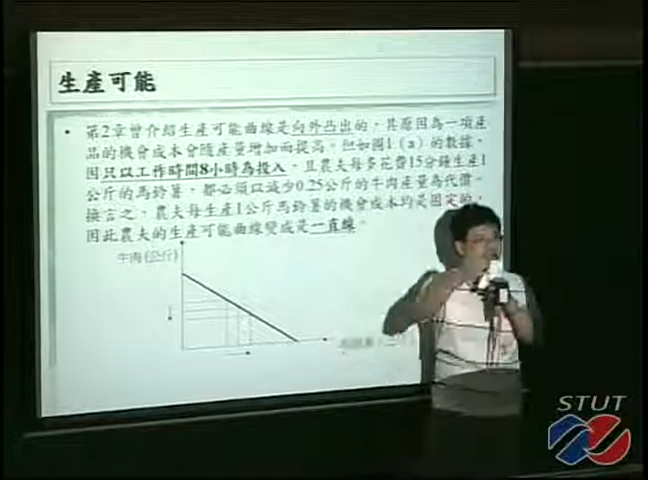 生產可能
• 第2章曾介紹生產可能曲線是向外凸出的，其原因為一項產
品的機會成本會隨產量增加而提高。但如圖1（a）的數據，
因只以工作時間8小時為投入，且農夫每多花費15分鐘生產1
公斤的馬鈴薯，都必須以減少0.25公斤的牛肉產量為代價。
換言之，農夫每生產1公斤馬鈴薯的機會成本均是固定的，
因此農夫的生產可能曲線變成是一直線。
牛肉(公斤)
STUT